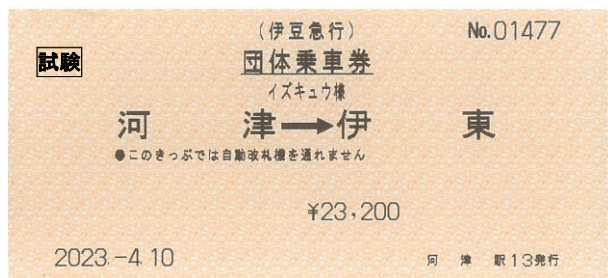 (伊豆急行) No.01477
試験
団体乗車券
イズキュウ様
河津→伊東
●このきっぷでは自動改札機を通れません
¥23,200
2023.-4.10 河津駅13発行